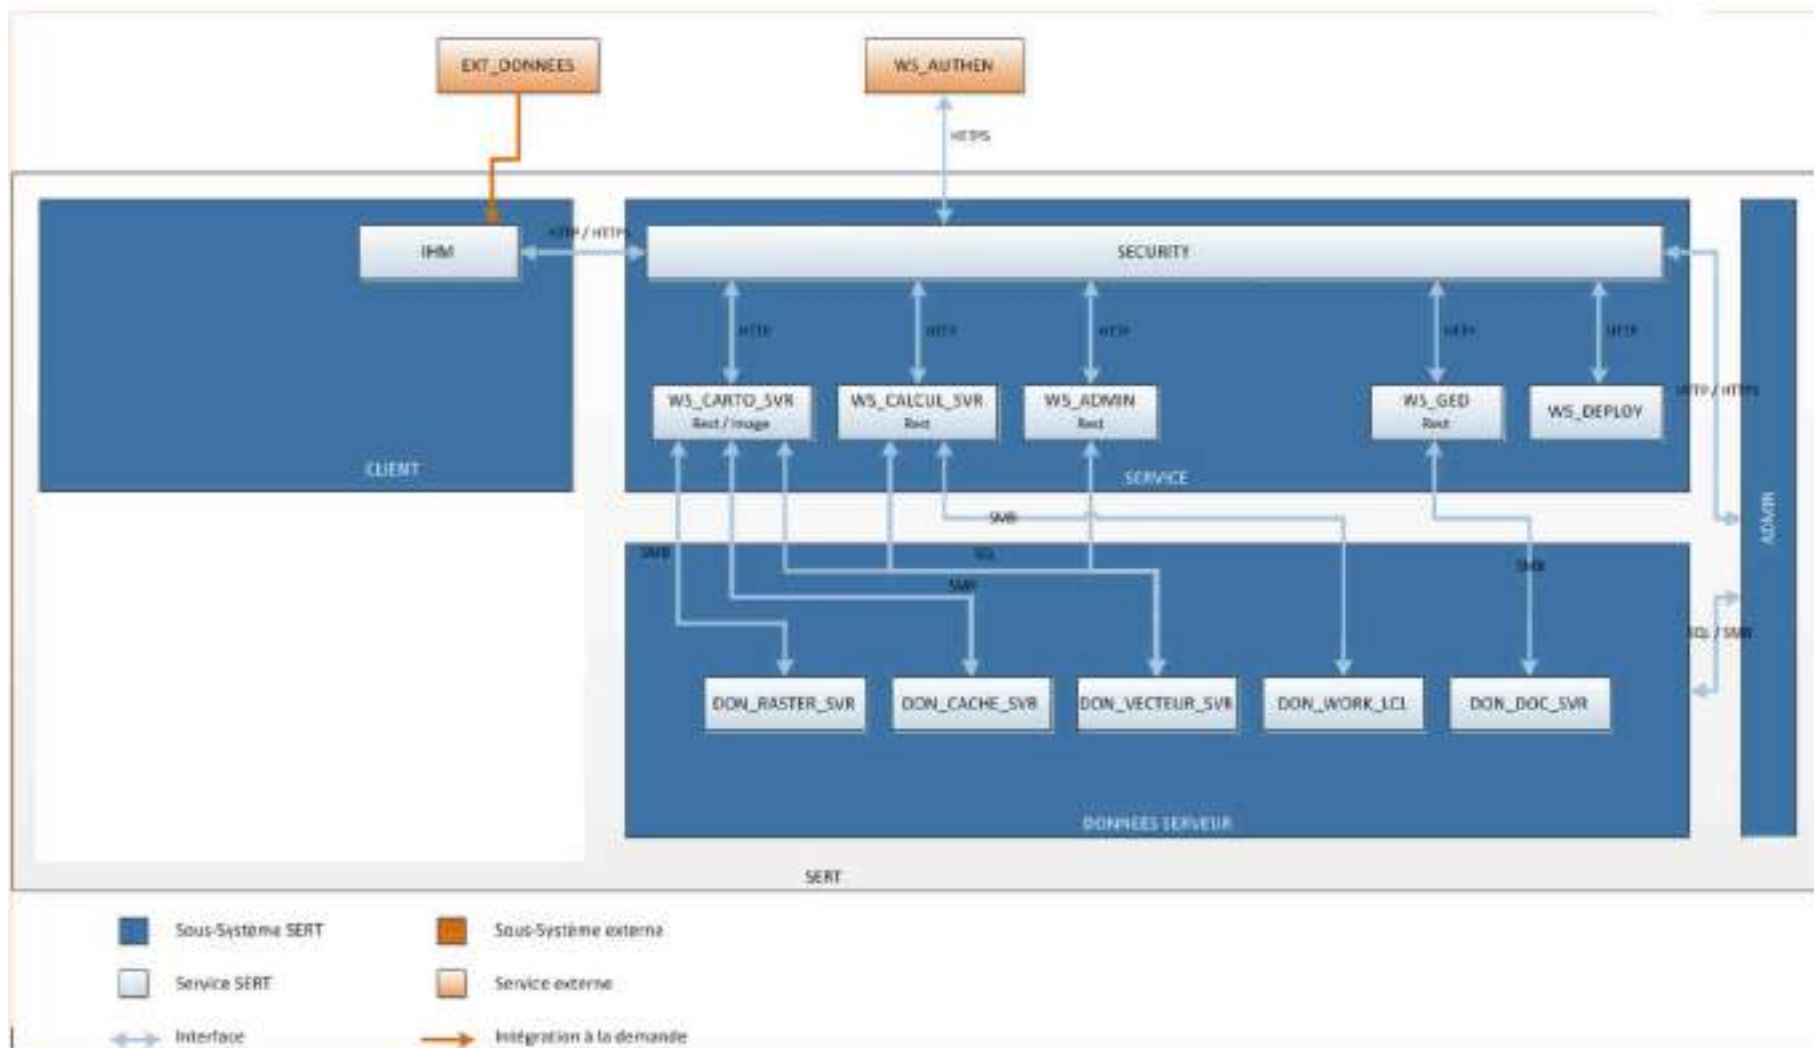 EXT_DONNEES
WS_AUTHEN
HTTPS
IHM
HTTP / HTTPS
SECURITY
HTTP
HTTP
HTTP
HTTP
HTTP
WS_CARTO_SVR
Rest / Image
WS_CALCUL_SVR
Rest
WS_ADMIN
Rest
WS_GED
Rest
WS_DEPLOY
HTTP / HTTPS
CLIENT
SERVICE
ADMIN
SMB
SMB
SQL
SMB
SMB
SQL / SMB
DON_RASTER_SVR
DON_CACHE_SVR
DON_VECTEUR_SVR
DON_WORK_LCL
DON_DOC_SVR
DONNEES SERVEUR
SERT
Sous-Système SERT
Sous-Système externe
Service SERT
Service externe
Interface
Intégration à la demande